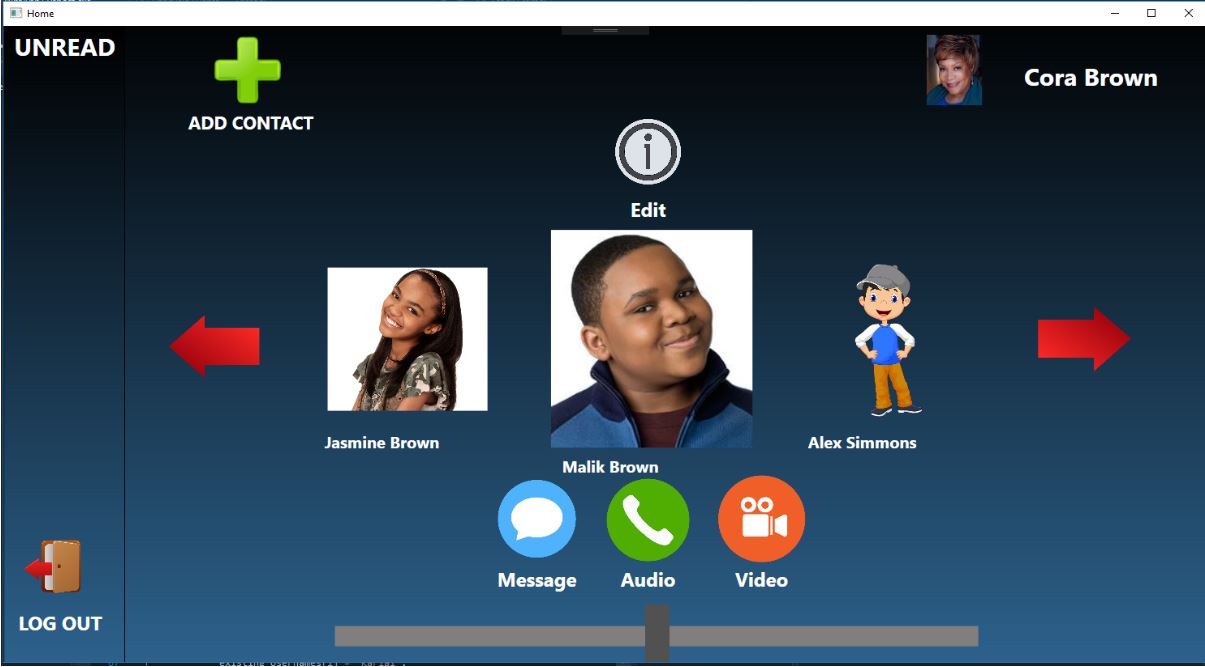 Home
UNREAD
ADD CONTACT
Cora Brown
Edit
Jasmine Brown
Malik Brown
Alex Simmons
Message
Audio
Video
LOG OUT